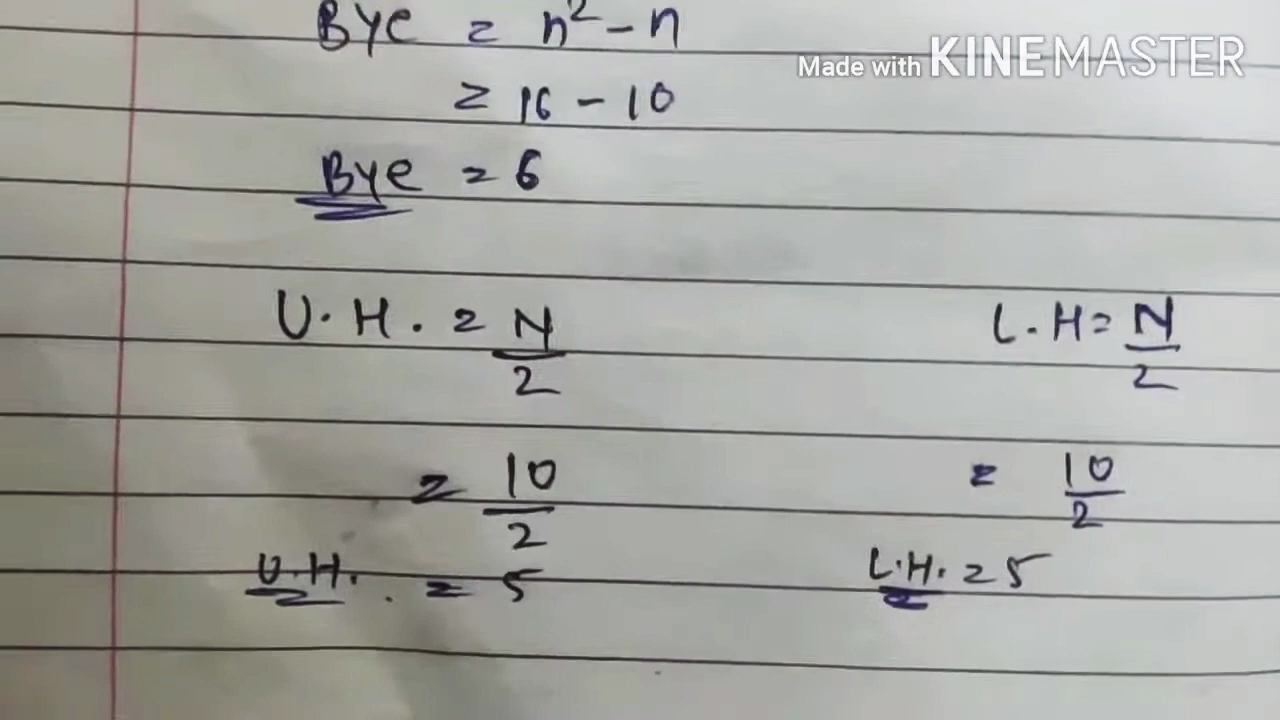 Bye = n² - n
Made with KINEMASTER
= 16 - 10
Bye = 6
U.H. = N/2 L.H = N/2
= 10/2 = 10/2
U.H. = 5 L.H. = 5